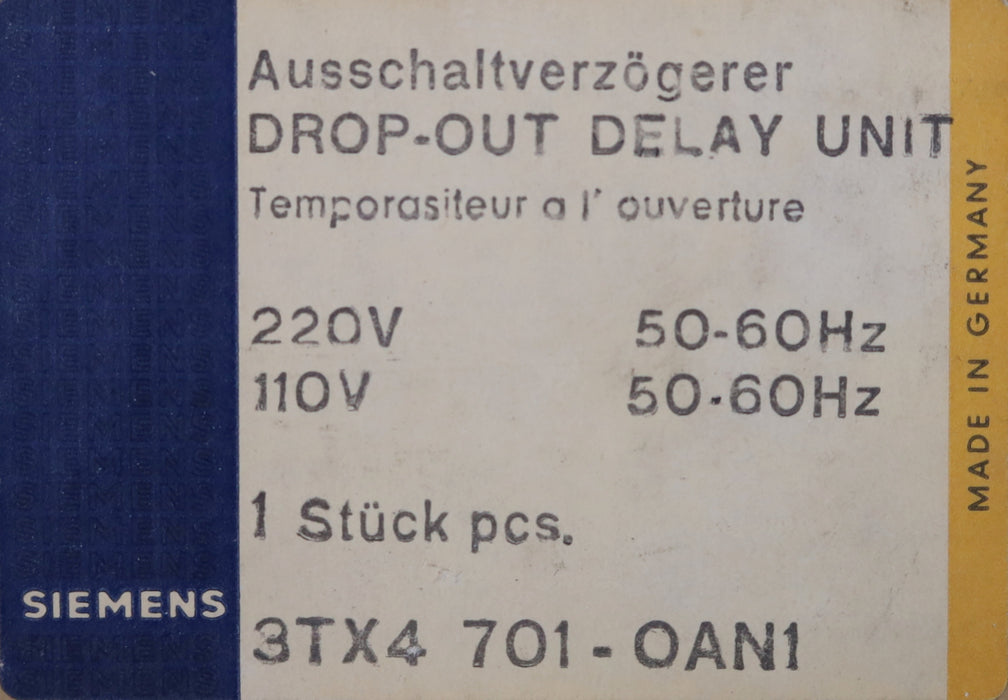 Ausschaltverzögerer
DROP-OUT DELAY UNIT
Temporasiteur a l' ouverture
220V 50-60Hz
110V 50-60Hz
1 Stück pcs.
3TX4 701-0AN1
SIEMENS
MADE IN GERMANY